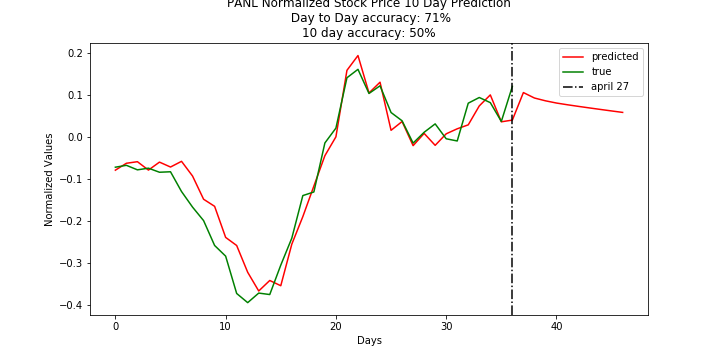 PANL Normalized Stock Price 10 Day Prediction
Day to Day accuracy: 71%
10 day accuracy: 50%
predicted
true
april 27
Normalized Values
0.2
0.1
0.0
−0.1
−0.2
−0.3
−0.4
0 10 20 30 40
Days